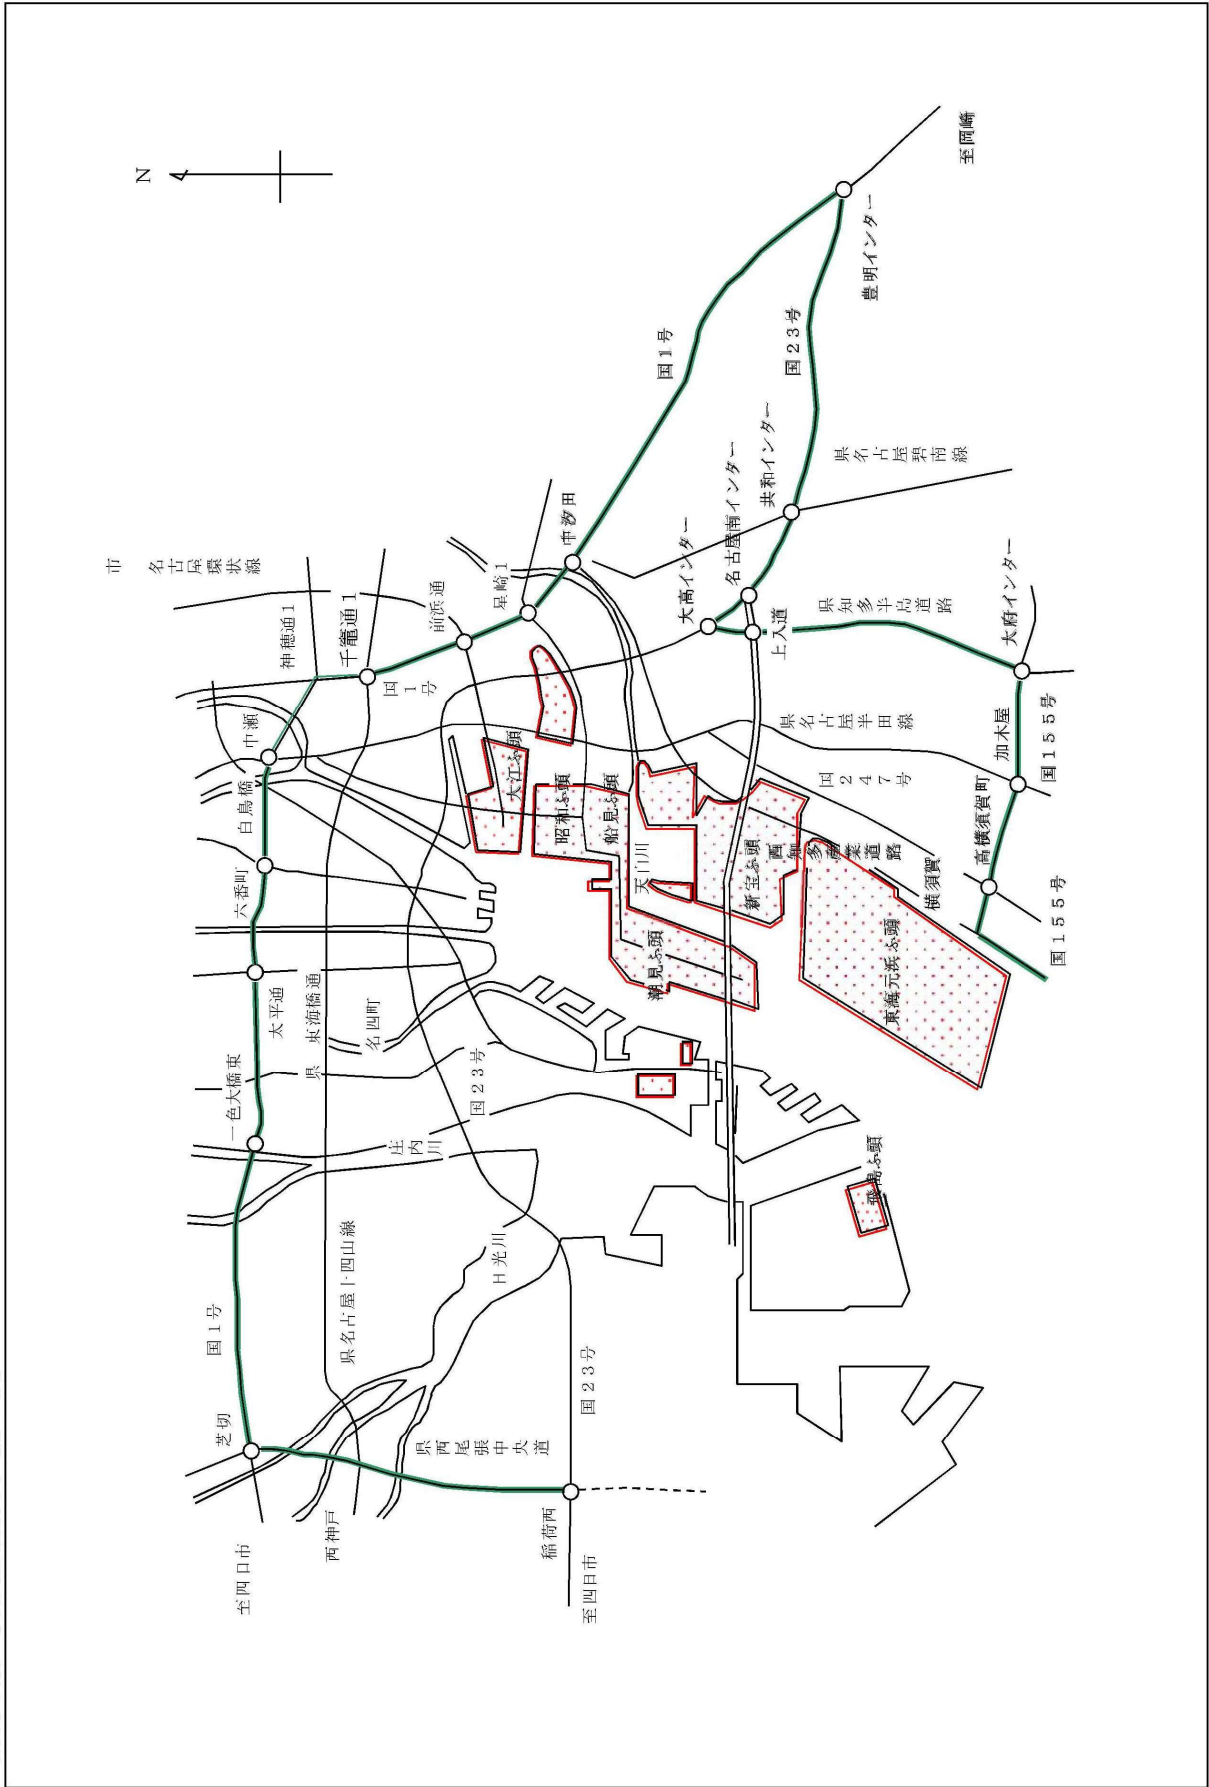 N
市 名古屋環状線
神穂通1
千竈通1
国1号
前浜通
星崎1
中汐田
国1号
国23号
豊明インター
至岡崎
県名古屋碧南線
共和インター
名古屋南インター
大高インター
上入道
県知多半島道路
大府インター
加木屋
国155号
高横須賀町
国155号
横須賀
県名古屋半田線
国247号
西知多産業道路
中瀬
白鳥橋
六番町
太平通
東海橋通
県
名四町
一色大橋東
庄内川
国23号
大江ふ頭
昭和ふ頭
船見ふ頭
天白川
潮見ふ頭
新宝ふ頭
東海元浜ふ頭
飛島ふ頭
国1号
芝切
県名古屋十四山線
日光川
国23号
県西尾張中央道
西神戸
稲荷西
至四日市
至四日市